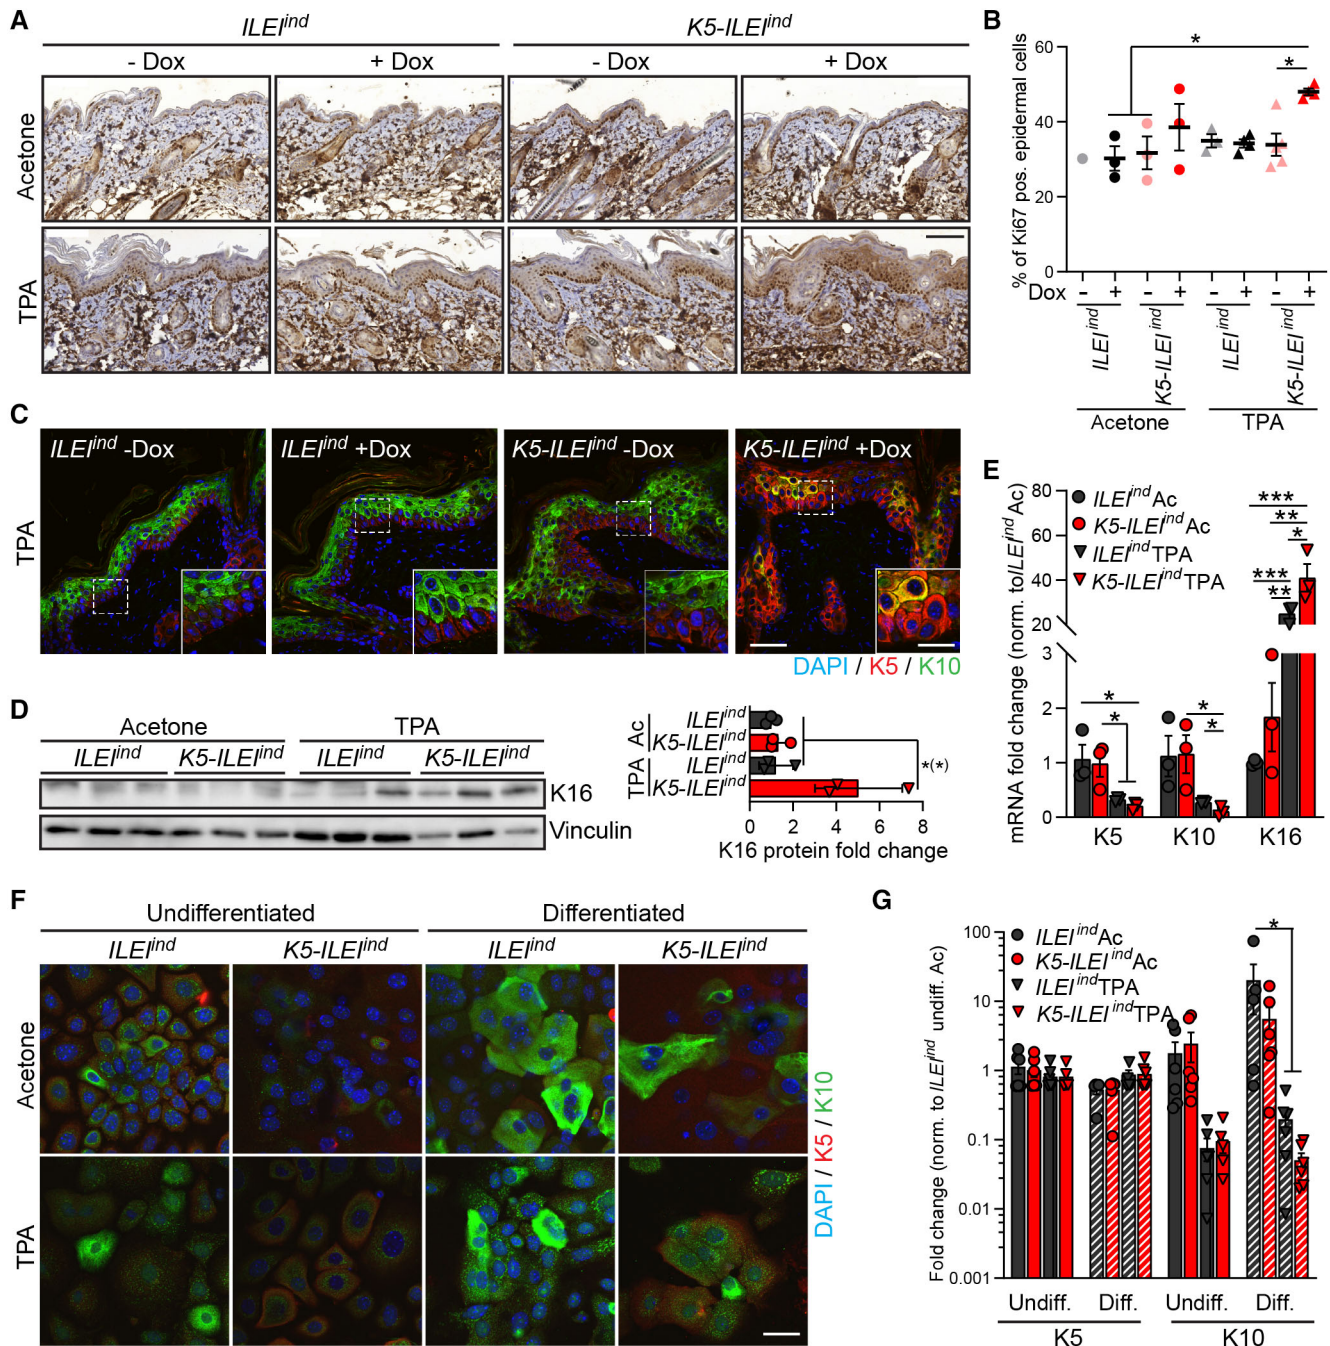 A
ILEI^ind
K5-ILEI^ind
- Dox
+ Dox
- Dox
+ Dox
Acetone
TPA
B
% of Ki67 pos. epidermal cells
60
40
20
0
*
*
Dox
- + - + - + - +
ILEI^ind
K5-ILEI^ind
ILEI^ind
K5-ILEI^ind
Acetone
TPA
C
TPA
ILEI^ind -Dox
ILEI^ind +Dox
K5-ILEI^ind -Dox
K5-ILEI^ind +Dox
DAPI / K5 / K10
D
Acetone
TPA
ILEI^ind
K5-ILEI^ind
ILEI^ind
K5-ILEI^ind
K16
Vinculin
Ac
TPA
ILEI^ind
K5-ILEI^ind
ILEI^ind
K5-ILEI^ind
*(*)
0 2 4 6 8
K16 protein fold change
E
mRNA fold change (norm. to ILEI^ind Ac)
80
60
40
20
3
2
1
0
ILEI^ind Ac
K5-ILEI^ind Ac
ILEI^ind TPA
K5-ILEI^ind TPA
*
*
*
*
***
**
*
***
**
K5
K10
K16
F
Undifferentiated
Differentiated
ILEI^ind
K5-ILEI^ind
ILEI^ind
K5-ILEI^ind
Acetone
TPA
DAPI / K5 / K10
G
Fold change (norm. to ILEI^ind undiff. Ac)
100
10
1
0.1
0.01
0.001
ILEI^ind Ac
K5-ILEI^ind Ac
ILEI^ind TPA
K5-ILEI^ind TPA
*
Undiff.
Diff.
Undiff.
Diff.
K5
K10